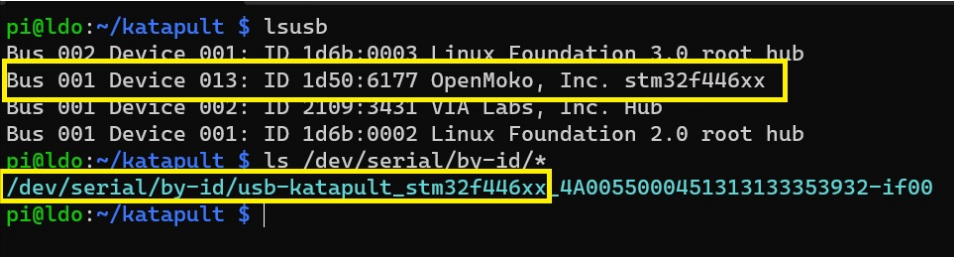 pi@ldo:~/katapult $ lsusb
Bus 002 Device 001: ID 1d6b:0003 Linux Foundation 3.0 root hub
Bus 001 Device 013: ID 1d50:6177 OpenMoko, Inc. stm32f446xx
Bus 001 Device 002: ID 2109:3431 VIA Labs, Inc. Hub
Bus 001 Device 001: ID 1d6b:0002 Linux Foundation 2.0 root hub
pi@ldo:~/katapult $ ls /dev/serial/by-id/*
/dev/serial/by-id/usb-katapult_stm32f446xx_4A0055000451313133353932-if00
pi@ldo:~/katapult $